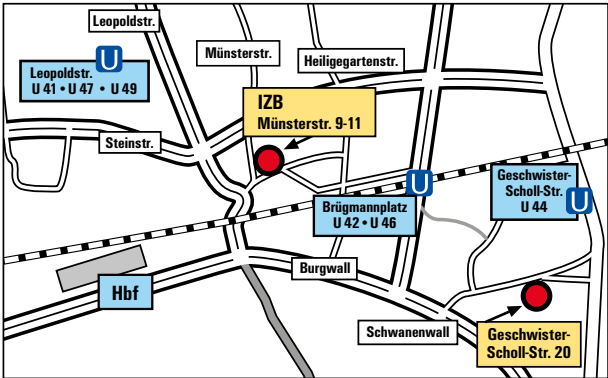 Leopoldstr.
Münsterstr.
Heiligegartenstr.
U
Leopoldstr.
U 41 • U 47 • U 49
IZB
Münsterstr. 9-11
Steinstr.
U
Brügmannplatz
U 42 • U 46
Geschwister-
Scholl-Str.
U 44
U
Burgwall
Hbf
Schwanenwall
Geschwister-
Scholl-Str. 20